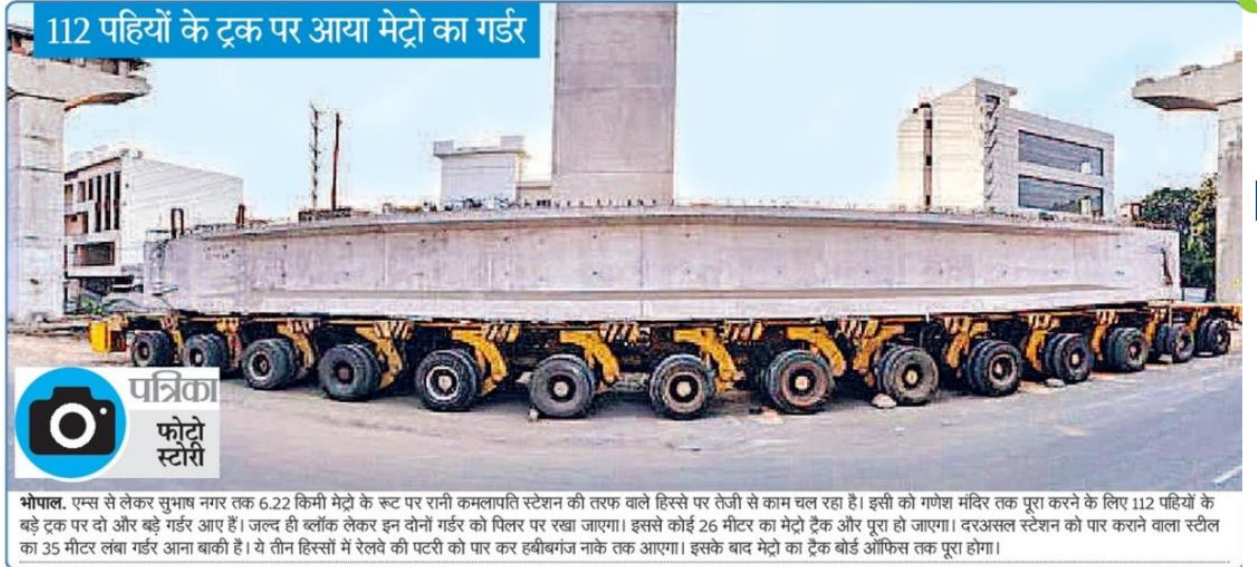 112 पहियों के ट्रक पर आया मेट्रो का गर्डर
पत्रिका
फोटो
स्टोरी
भोपाल. एम्स से लेकर सुभाष नगर तक 6.22 किमी मेट्रो के रूट पर रानी कमलापति स्टेशन की तरफ वाले हिस्से पर तेजी से काम चल रहा है। इसी को गणेश मंदिर तक पूरा करने के लिए 112 पहियों के
बड़े ट्रक पर दो और बड़े गर्डर आए हैं। जल्द ही ब्लॉक लेकर इन दोनों गर्डर को पिलर पर रखा जाएगा। इससे कोई 26 मीटर का मेट्रो ट्रैक और पूरा हो जाएगा। दरअसल स्टेशन को पार कराने वाला स्टील
का 35 मीटर लंबा गर्डर आना बाकी है। ये तीन हिस्सों में रेलवे की पटरी को पार कर हबीबगंज नाके तक आएगा। इसके बाद मेट्रो का ट्रैक बोर्ड ऑफिस तक पूरा होगा।